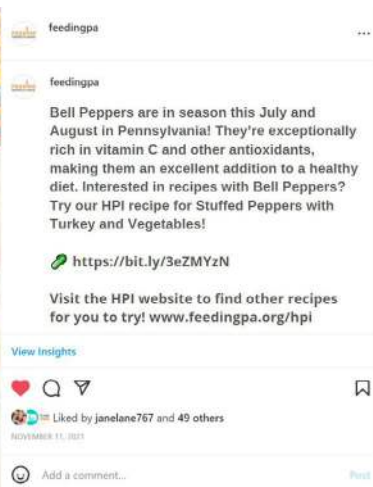 feedingpa
feedingpa
Bell Peppers are in season this July and
August in Pennsylvania! They're exceptionally
rich in vitamin C and other antioxidants,
making them an excellent addition to a healthy
diet. Interested in recipes with Bell Peppers?
Try our HPI recipe for Stuffed Peppers with
Turkey and Vegetables!
https://bit.ly/3eZMYzN
Visit the HPI website to find other recipes
for you to try! www.feedingpa.org/hpi
View Insights
Liked by janelane767 and 49 others
NOVEMBER 11, 2021
Add a comment...
Post